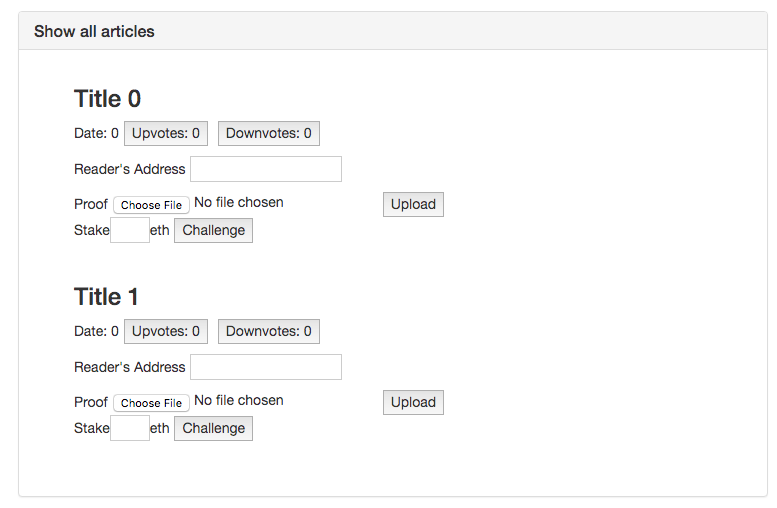 Show all articles
Title 0
Date: 0 Upvotes: 0 Downvotes: 0
Reader's Address
Proof Choose File No file chosen Upload
Stake eth Challenge
Title 1
Date: 0 Upvotes: 0 Downvotes: 0
Reader's Address
Proof Choose File No file chosen Upload
Stake eth Challenge